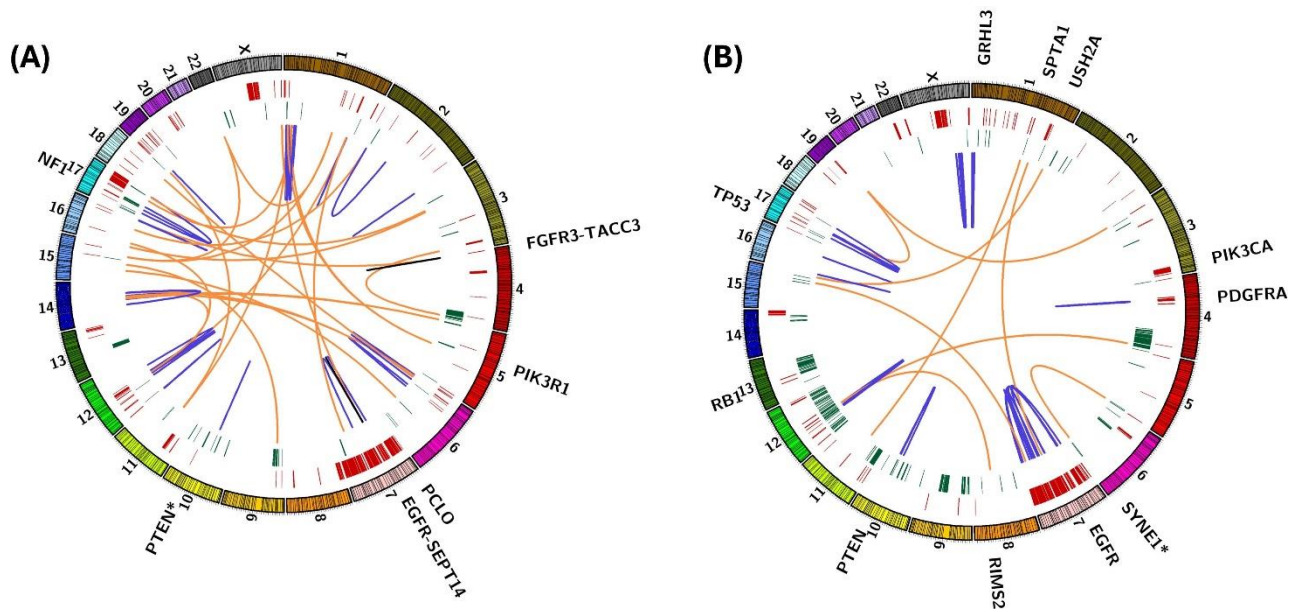 (A)
X
1
2
3
4
5
6
7
8
9
10
11
12
13
14
15
16
17
18
19
20
21
22
NF1
FGFR3-TACC3
PIK3R1
PCLO
EGFR-SEPT14
PTEN*
(B)
X
1
2
3
4
5
6
7
8
9
10
11
12
13
14
15
16
17
18
19
20
21
22
GRHL3
SPTA1
USH2A
PIK3CA
PDGFRA
SYNE1*
EGFR
RIMS2
PTEN
RB1
TP53